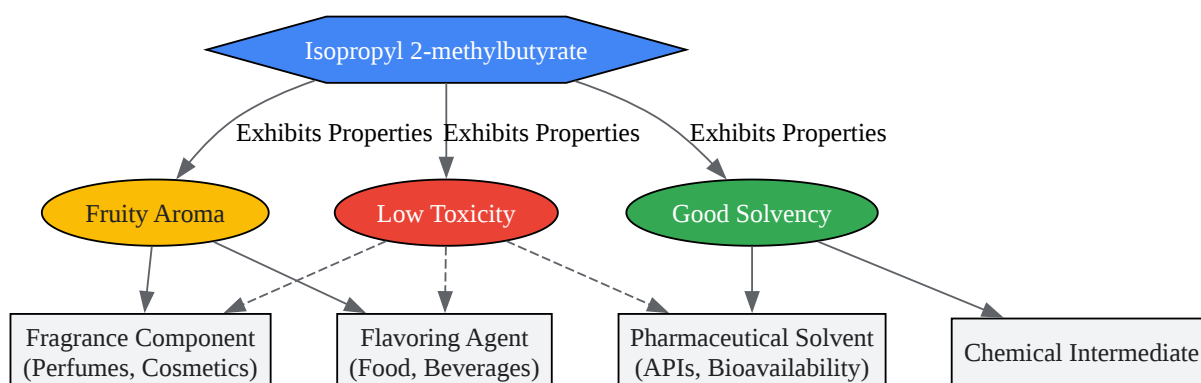 Isopropyl 2-methylbutyrate
Exhibits Properties
Exhibits Properties
Exhibits Properties
Fruity Aroma
Low Toxicity
Good Solvency
Fragrance Component
(Perfumes, Cosmetics)
Flavoring Agent
(Food, Beverages)
Pharmaceutical Solvent
(APIs, Bioavailability)
Chemical Intermediate